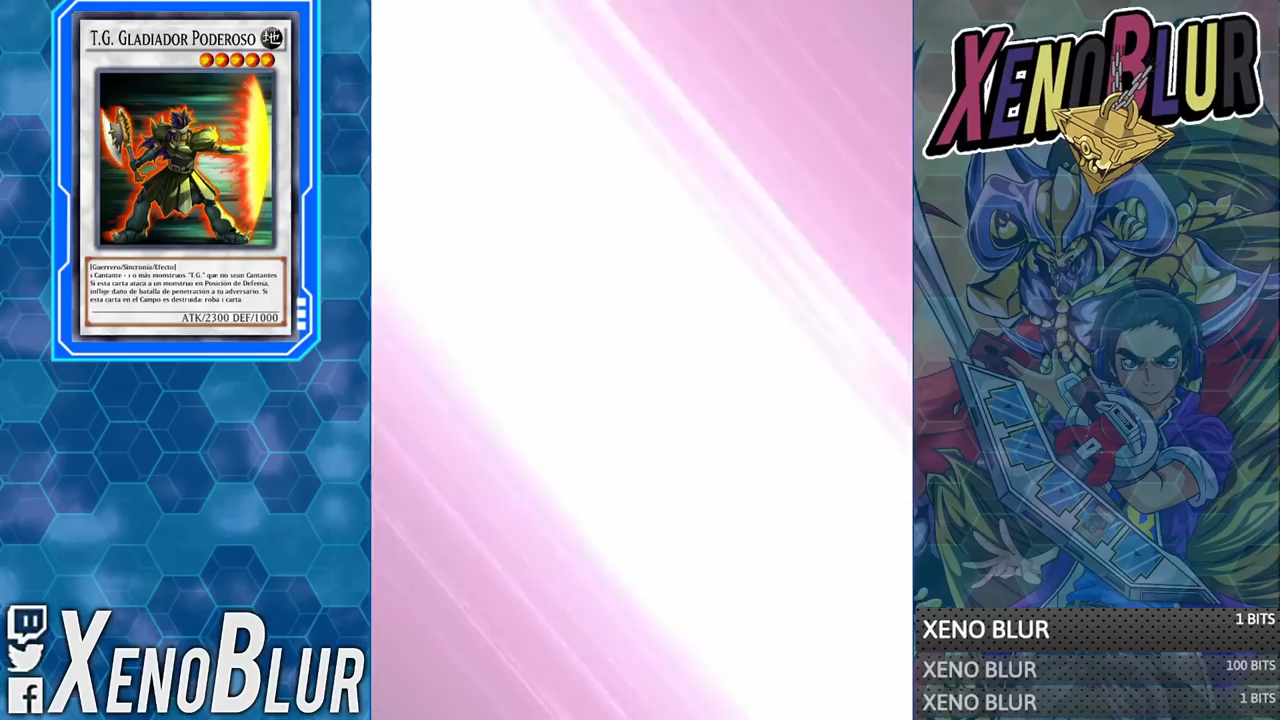 T.G. GLADIADOR PODEROSO
[Guerrero/Sincronía/Efecto]
1 Cantante + 1 o más monstruos "T.G." que no sean Cantantes
Si esta carta ataca a un monstruo en Posición de Defensa,
inflige daño de batalla de penetración a tu adversario. Si
esta carta en el Campo es destruida: roba 1 carta.
ATK/2300 DEF/1000
XENOBLUR
XENOBLUR
XENO BLUR 1 BITS
XENO BLUR 100 BITS
XENO BLUR 1 BITS